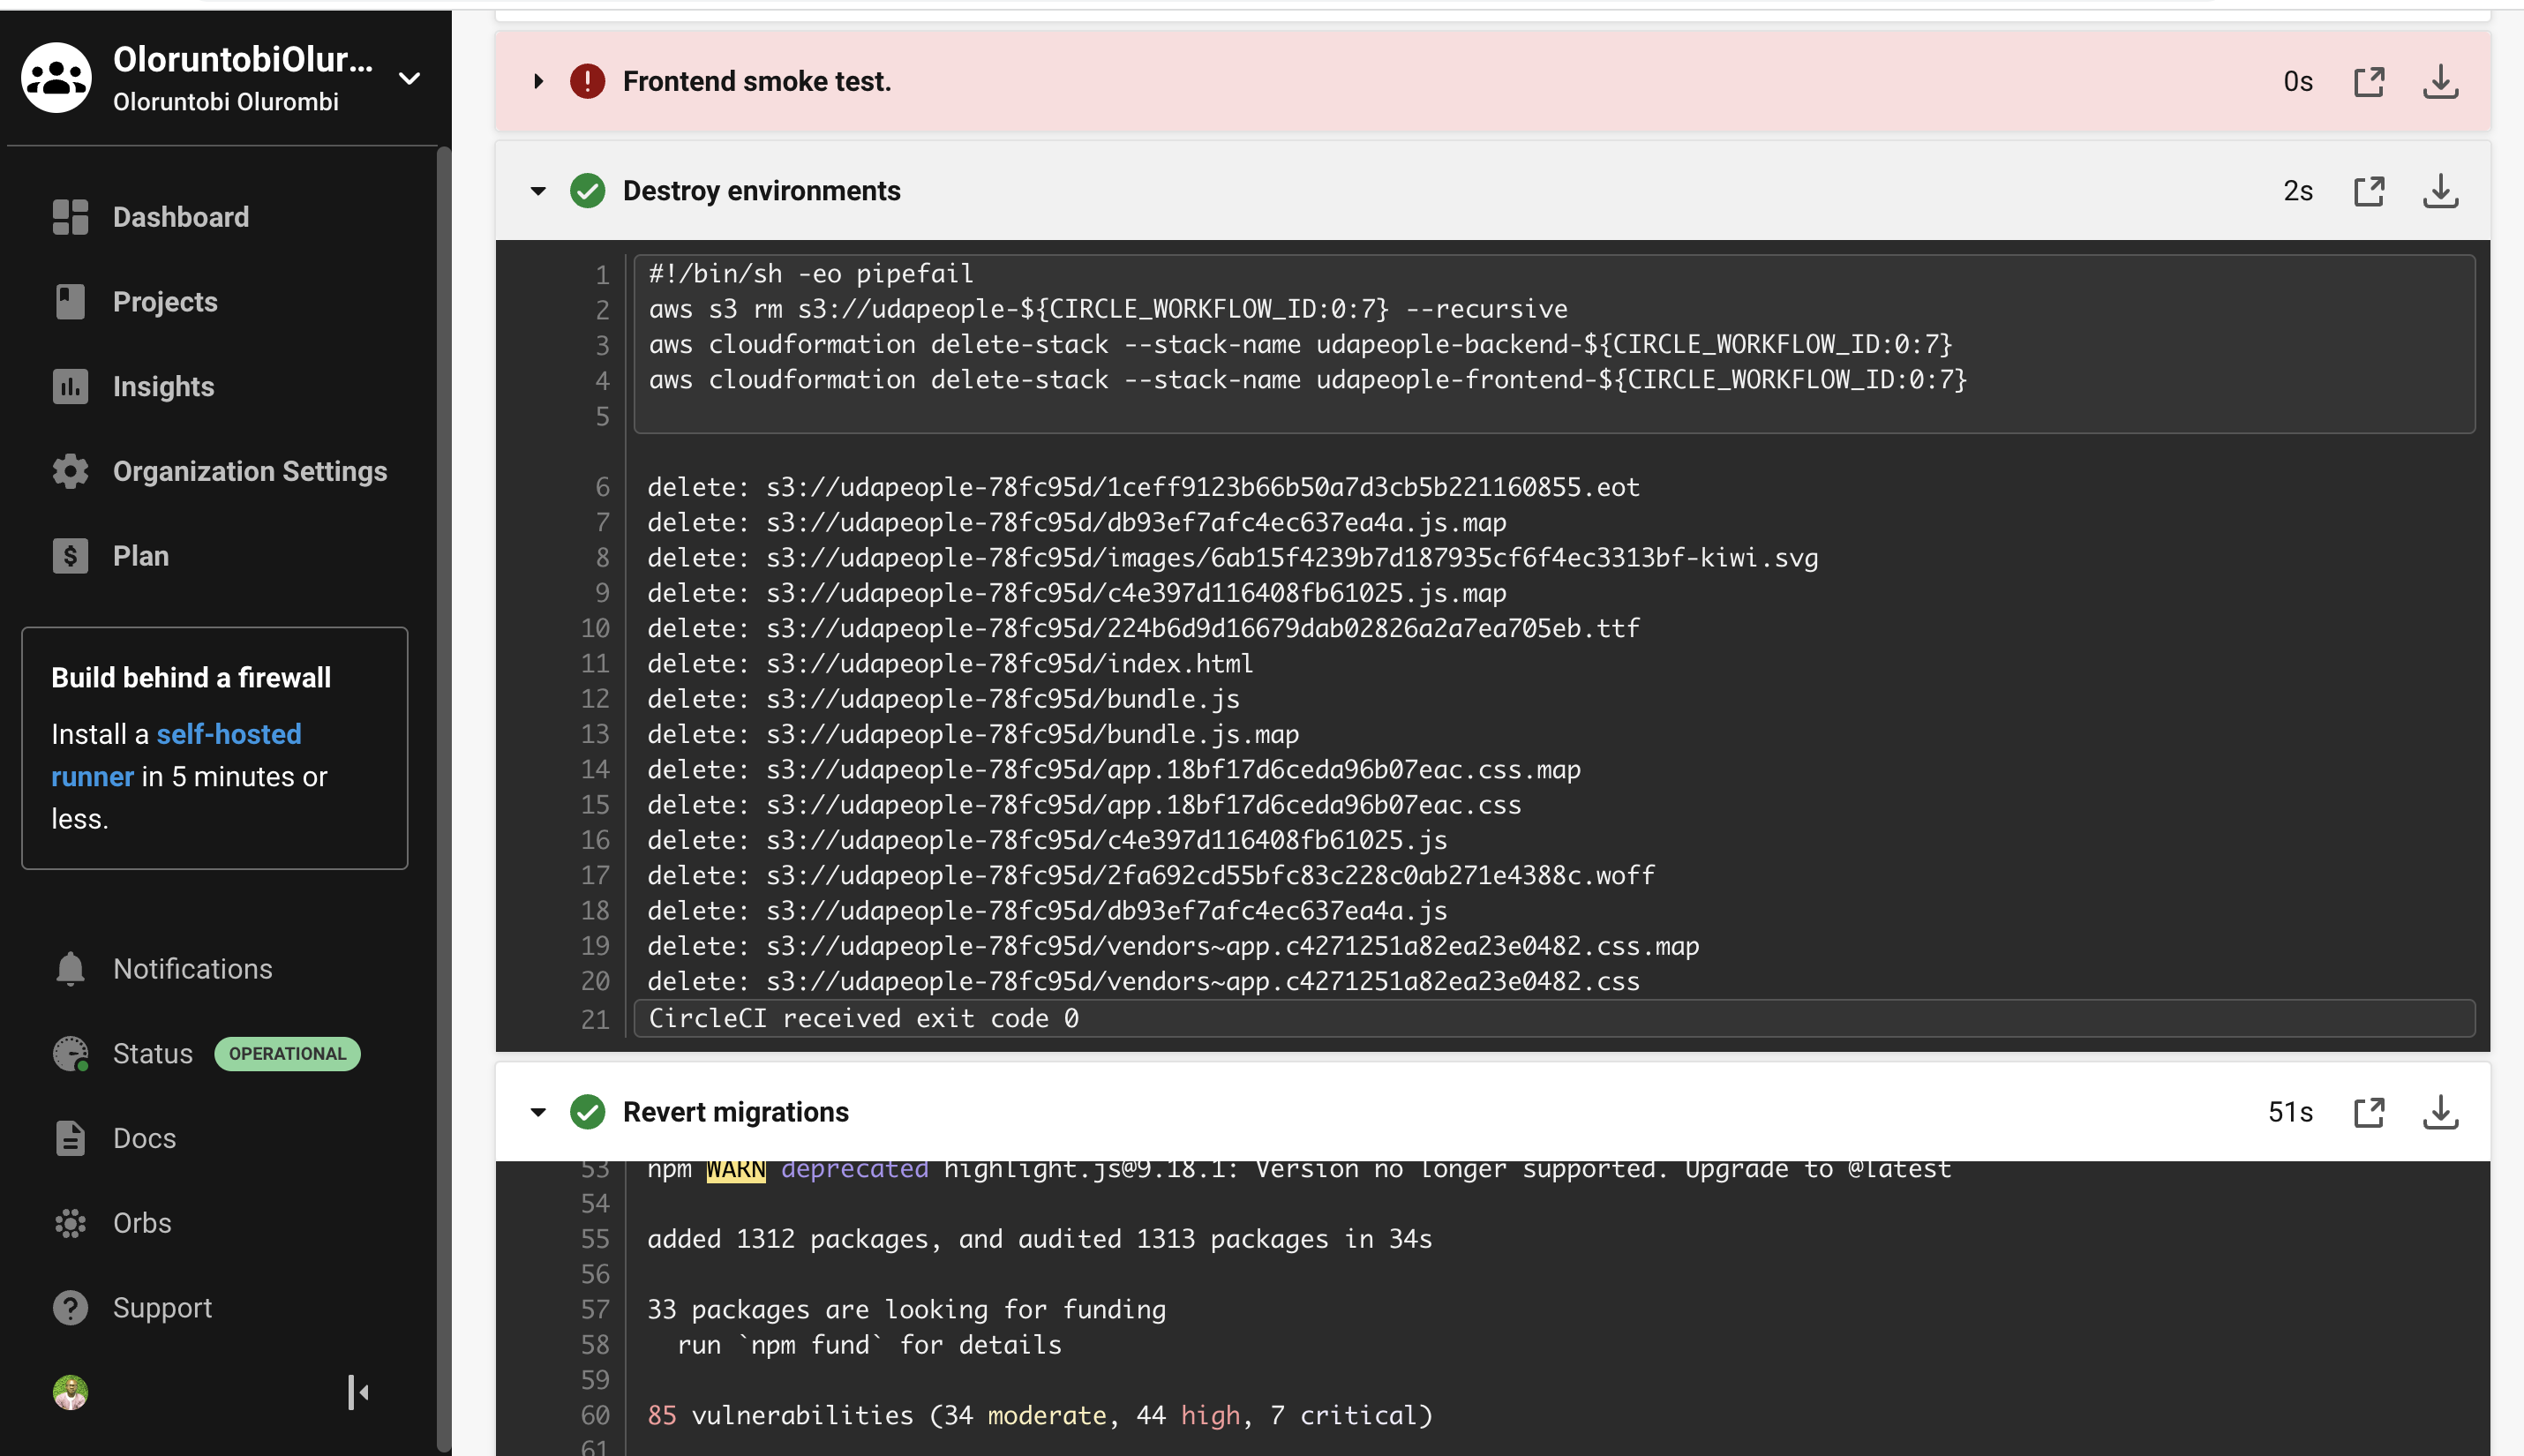 OloruntobiOlur...
Oloruntobi Olurombi
Dashboard
Projects
Insights
Organization Settings
Plan
Build behind a firewall
Install a self-hosted
runner in 5 minutes or
less.
Notifications
Status OPERATIONAL
Docs
Orbs
Support
Frontend smoke test. 0s
Destroy environments 2s
1 #!/bin/sh -eo pipefail
2 aws s3 rm s3://udapeople-${CIRCLE_WORKFLOW_ID:0:7} --recursive
3 aws cloudformation delete-stack --stack-name udapeople-backend-${CIRCLE_WORKFLOW_ID:0:7}
4 aws cloudformation delete-stack --stack-name udapeople-frontend-${CIRCLE_WORKFLOW_ID:0:7}
5
6 delete: s3://udapeople-78fc95d/1ceff9123b66b50a7d3cb5b221160855.eot
7 delete: s3://udapeople-78fc95d/db93ef7afc4ec637ea4a.js.map
8 delete: s3://udapeople-78fc95d/images/6ab15f4239b7d187935cf6f4ec3313bf-kiwi.svg
9 delete: s3://udapeople-78fc95d/c4e397d116408fb61025.js.map
10 delete: s3://udapeople-78fc95d/224b6d9d16679dab02826a2a7ea705eb.ttf
11 delete: s3://udapeople-78fc95d/index.html
12 delete: s3://udapeople-78fc95d/bundle.js
13 delete: s3://udapeople-78fc95d/bundle.js.map
14 delete: s3://udapeople-78fc95d/app.18bf17d6ceda96b07eac.css.map
15 delete: s3://udapeople-78fc95d/app.18bf17d6ceda96b07eac.css
16 delete: s3://udapeople-78fc95d/c4e397d116408fb61025.js
17 delete: s3://udapeople-78fc95d/2fa692cd55bfc83c228c0ab271e4388c.woff
18 delete: s3://udapeople-78fc95d/db93ef7afc4ec637ea4a.js
19 delete: s3://udapeople-78fc95d/vendors~app.c4271251a82ea23e0482.css.map
20 delete: s3://udapeople-78fc95d/vendors~app.c4271251a82ea23e0482.css
21 CircleCI received exit code 0
Revert migrations 51s
53 npm WARN deprecated highlight.js@9.18.1: Version no longer supported. Upgrade to @latest
54
55 added 1312 packages, and audited 1313 packages in 34s
56
57 33 packages are looking for funding
58 run `npm fund` for details
59
60 85 vulnerabilities (34 moderate, 44 high, 7 critical)
61